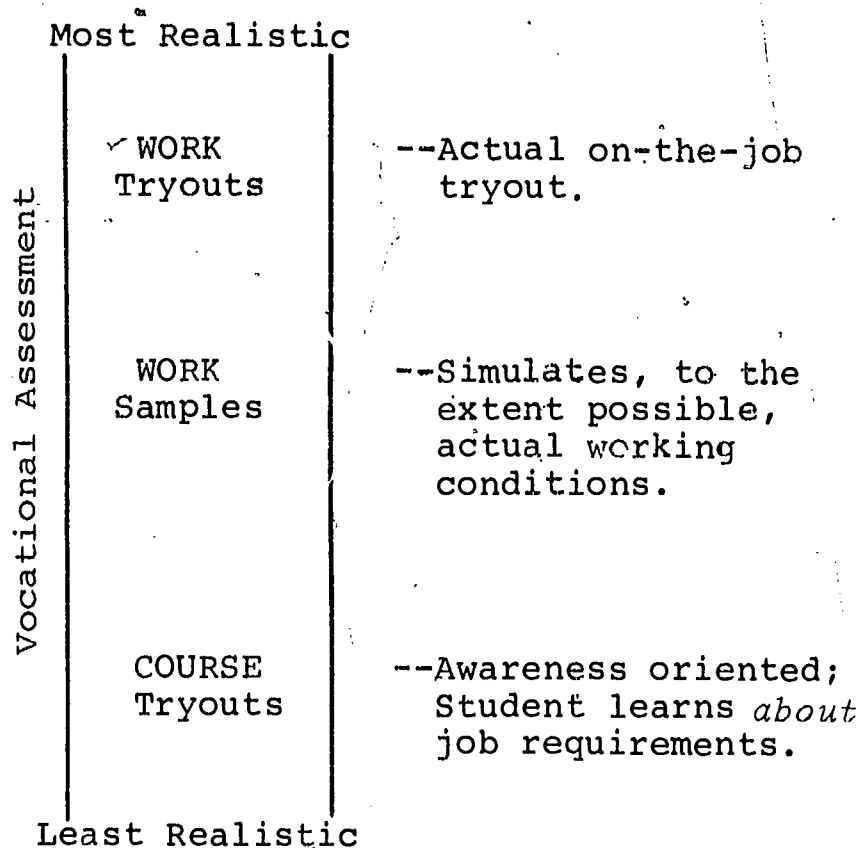 Most Realistic
WORK
Tryouts
--Actual on-the-job
tryout.
Vocational Assessment
WORK
Samples
--Simulates, to the
extent possible,
actual working
conditions.
COURSE
Tryouts
--Awareness oriented;
Student learns about
job requirements.
Least Realistic